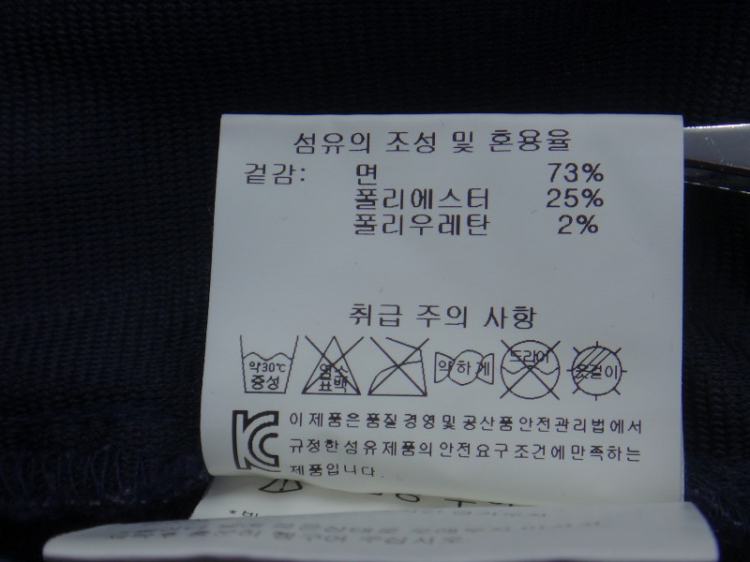 섬유의 조성 및 혼용율
겉감: 면 73%
폴리에스터 25%
폴리우레탄 2%
취급 주의 사항
약30℃ 중성
염소 표백
약하게
드라이
옷걸이
이 제품은 품질경영및 공산품안전관리법에서
규정한섬유제품의 안전요구조건에만족하는
제품입니다.